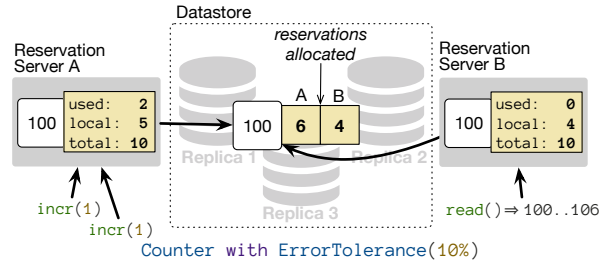 Datastore
Reservation
Server A
reservations
allocated
Reservation
Server B
100
used: 2
local: 5
total: 10
A B
100
6 4
100
used: 0
local: 4
total: 10
Replica 1
Replica 2
Replica 3
incr(1)
incr(1)
read()⇒100..106
Counter with ErrorTolerance(10%)